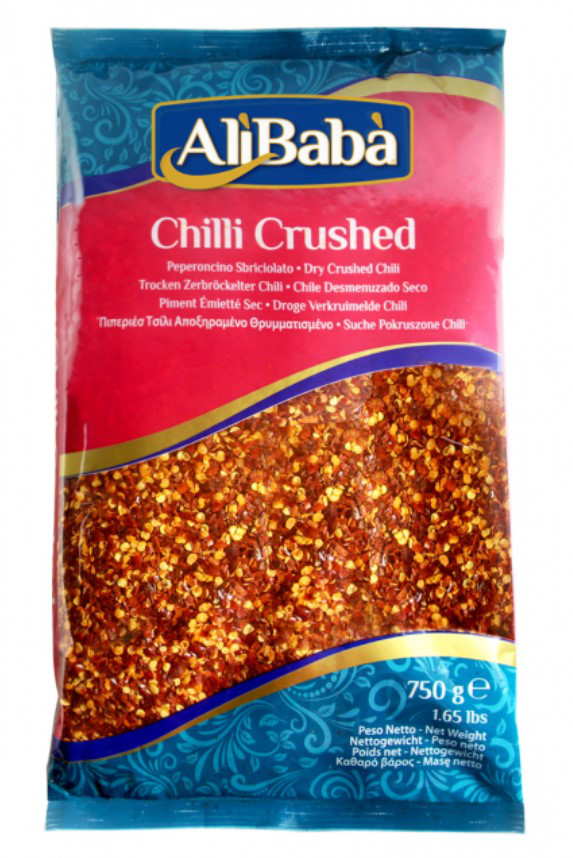 AlìBabà
Chilli Crushed
Peperoncino Sbriciolato • Dry Crushed Chili
Trocken Zerbröckelter Chili • Chile Desmenuzado Seco
Piment Émietté Sec • Droge Verkruimelde Chili
Πιπεριές Τσίλι Αποξηραμένο Θρυμματισμένο • Suche Pokruszone Chili
750 g ℮
1.65 lbs
Peso Netto - Net Weight
Nettogewicht - Peso neto
Poids net - Nettogewicht
Καθαρό βάρος - Masę netto